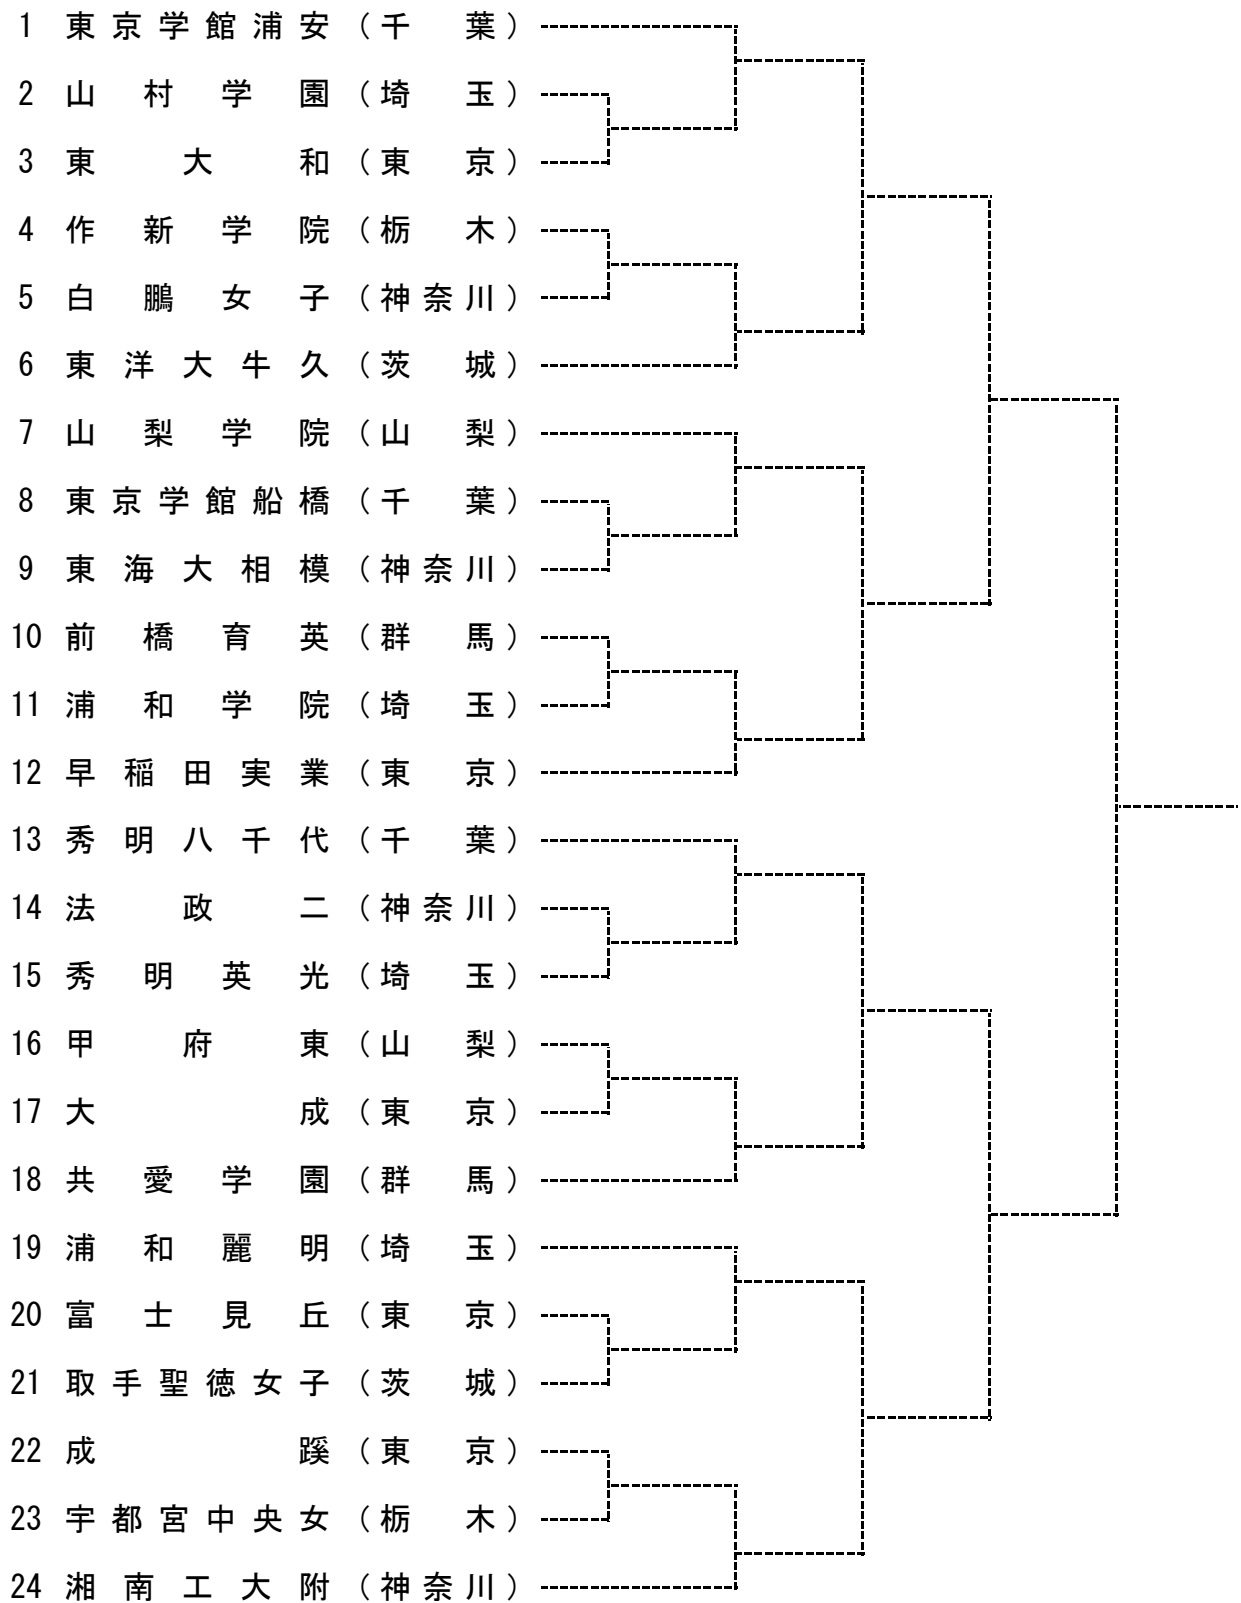 1 東京学館浦安（千葉）
2 山村学園（埼玉）
3 東大和（東京）
4 作新学院（栃木）
5 白鵬女子（神奈川）
6 東洋大牛久（茨城）
7 山梨学院（山梨）
8 東京学館船橋（千葉）
9 東海大相模（神奈川）
10 前橋育英（群馬）
11 浦和学院（埼玉）
12 早稲田実業（東京）
13 秀明八千代（千葉）
14 法政二（神奈川）
15 秀明英光（埼玉）
16 甲府東（山梨）
17 大成（東京）
18 共愛学園（群馬）
19 浦和麗明（埼玉）
20 富士見丘（東京）
21 取手聖徳女子（茨城）
22 成蹊（東京）
23 宇都宮中央女（栃木）
24 湘南工大附（神奈川）